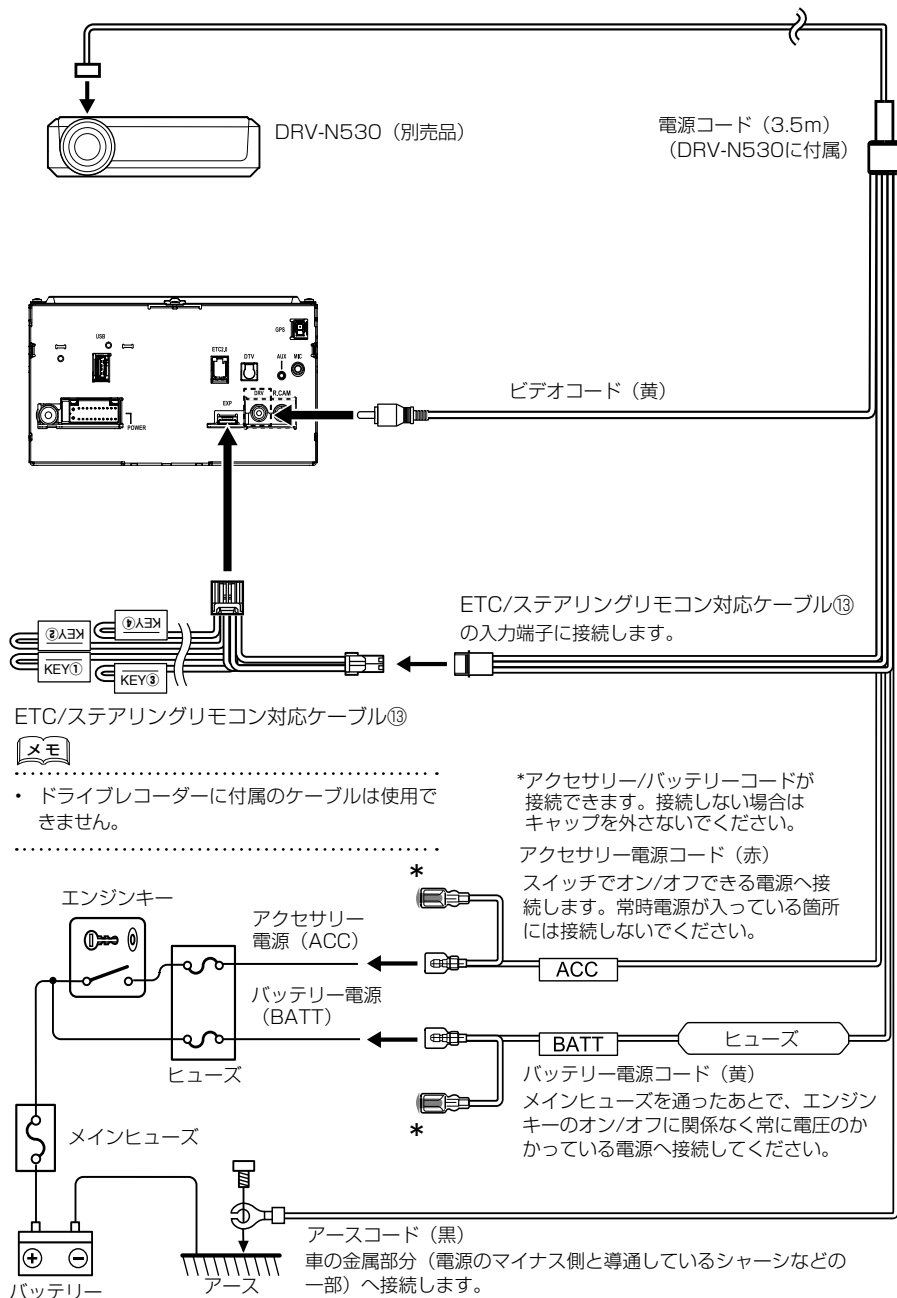 DRV-N530（別売品）
電源コード（3.5m）
（DRV-N530に付属）
GPS
USB
ETC2.0
DTV
AUX
MIC
EXP
DRV
R.CAM
POWER
ビデオコード（黄）
ETC/ステアリングリモコン対応ケーブル⑬
の入力端子に接続します。
KEY②
KEY④
KEY①
KEY③
ETC/ステアリングリモコン対応ケーブル⑬
メモ
• ドライブレコーダーに付属のケーブルは使用で
きません。
*アクセサリー/バッテリーコードが
接続できます。接続しない場合は
キャップを外さないでください。
アクセサリー電源コード（赤）
スイッチでオン/オフできる電源へ接
続します。常時電源が入っている箇所
には接続しないでください。
*
エンジンキー
アクセサリー
電源（ACC）
ACC
バッテリー電源
（BATT）
BATT
ヒューズ
ヒューズ
バッテリー電源コード（黄）
メインヒューズを通ったあとで、エンジン
キーのオン/オフに関係なく常に電圧のか
かっている電源へ接続してください。
*
メインヒューズ
アースコード（黒）
車の金属部分（電源のマイナス側と導通しているシャーシなどの
一部）へ接続します。
+ −
バッテリー
アース